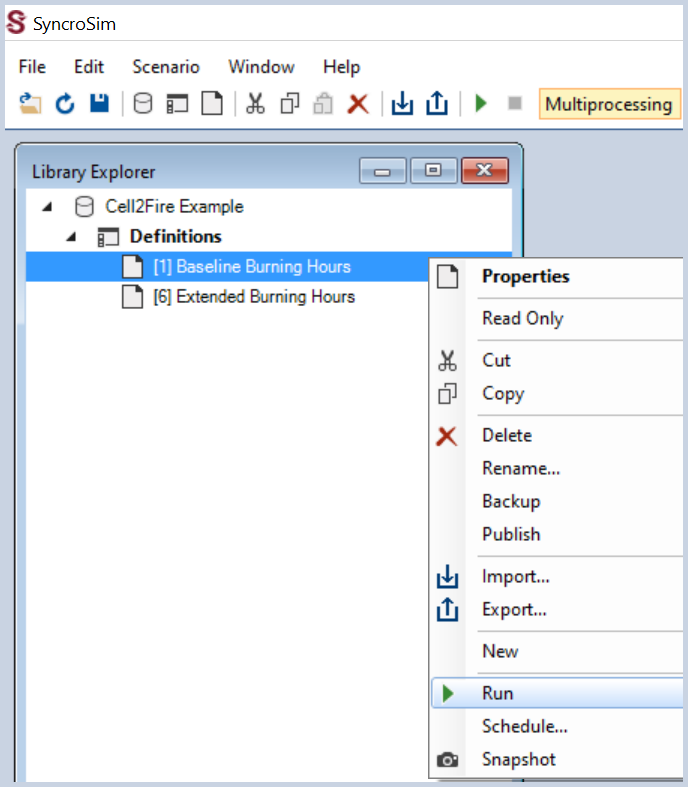 SyncroSim
File Edit Scenario Window Help
Multiprocessing
Library Explorer
Cell2Fire Example
Definitions
[1] Baseline Burning Hours
[6] Extended Burning Hours
Properties
Read Only
Cut
Copy
Delete
Rename...
Backup
Publish
Import...
Export...
New
Run
Schedule...
Snapshot